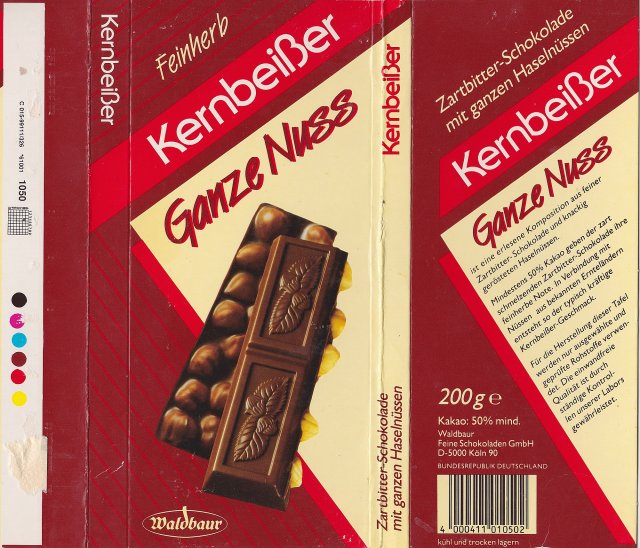 C 015-99111/326 °61001 1050
Kernbeißer
Feinherb
Kernbeißer
GANZE NUSS
Waldbaur
Kernbeißer
Zartbitter-Schokolade
mit ganzen Haselnüssen
Zartbitter-Schokolade
mit ganzen Haselnüssen
Kernbeißer
GANZE NUSS
ist eine erlesene Komposition aus feiner
Zartbitter-Schokolade und knackig
gerösteten Haselnüssen.
Mindestens 50% Kakao geben der zart
schmelzenden Zartbitter-Schokolade ihre
feinherbe Note. In Verbindung mit
Nüssen aus bekannten Ernteländern
entsteht so der typisch kräftige
Kernbeißer-Geschmack.
Für die Herstellung dieser Tafel
werden nur ausgewählte und
geprüfte Rohstoffe verwen-
det. Die einwandfreie
Qualität ist durch
ständige Kontrol-
len unserer Labors
gewährleistet.
200 g e
Kakao: 50% mind.
Waldbaur
Feine Schokoladen GmbH
D-5000 Köln 90
BUNDESREPUBLIK DEUTSCHLAND
4 000411 010502
kühl und trocken lagern